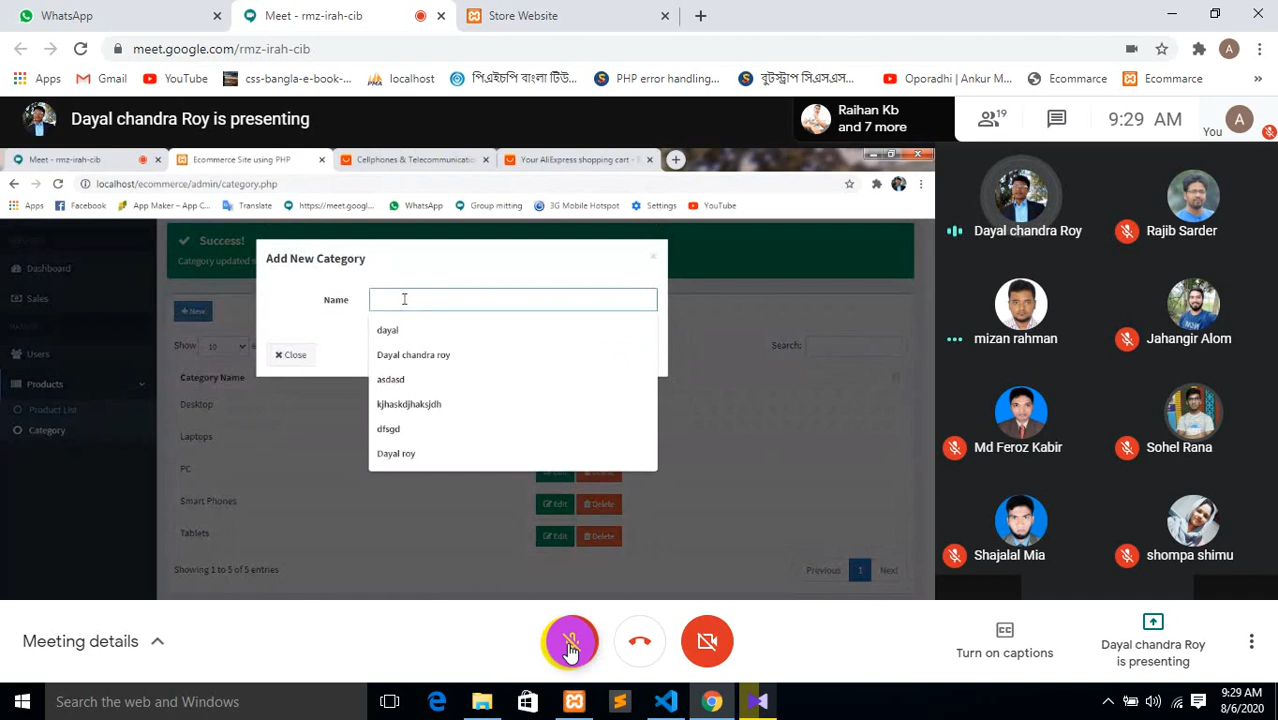 WhatsApp
Meet - rmz-irah-cib
Store Website
meet.google.com/rmz-irah-cib
A
Apps
Gmail
YouTube
css-bangla-e-book-...
localhost
পিএইচপি বাংলা টিউ...
PHP error handling...
বুটস্ট্রাপ সিএসএস...
Oporadhi | Ankur M...
Ecommerce
Ecommerce
»
Dayal chandra Roy is presenting
Raihan Kb
and 7 more
19
9:29 AM
You
A
Meet - rmz-irah-cib
Ecommerce Site using PHP
Cellphones & Telecommunicatio
Your AliExpress shopping cart - E
localhost/ecommerce/admin/category.php
Apps
Facebook
App Maker – App C...
Translate
https://meet.googl...
WhatsApp
Group mitting
3G Mobile Hotspot
Settings
YouTube
Success!
Category updated
Add New Category
×
Name
dayal
Dayal chandra roy
asdasd
kjhaskdjhaksjdh
dfsgd
Dayal roy
Close
Dashboard
Sales
Users
Products
Product List
Category
+ New
Show 10
Search:
Category Name
Desktop
Laptops
PC
Smart Phones
Edit
Delete
Tablets
Edit
Delete
Showing 1 to 5 of 5 entries
Previous
1
Next
Dayal chandra Roy
Rajib Sarder
mizan rahman
Jahangir Alom
Md Feroz Kabir
Sohel Rana
Shajalal Mia
shompa shimu
Meeting details
CC
Turn on captions
Dayal chandra Roy
is presenting
Search the web and Windows
9:29 AM
8/6/2020